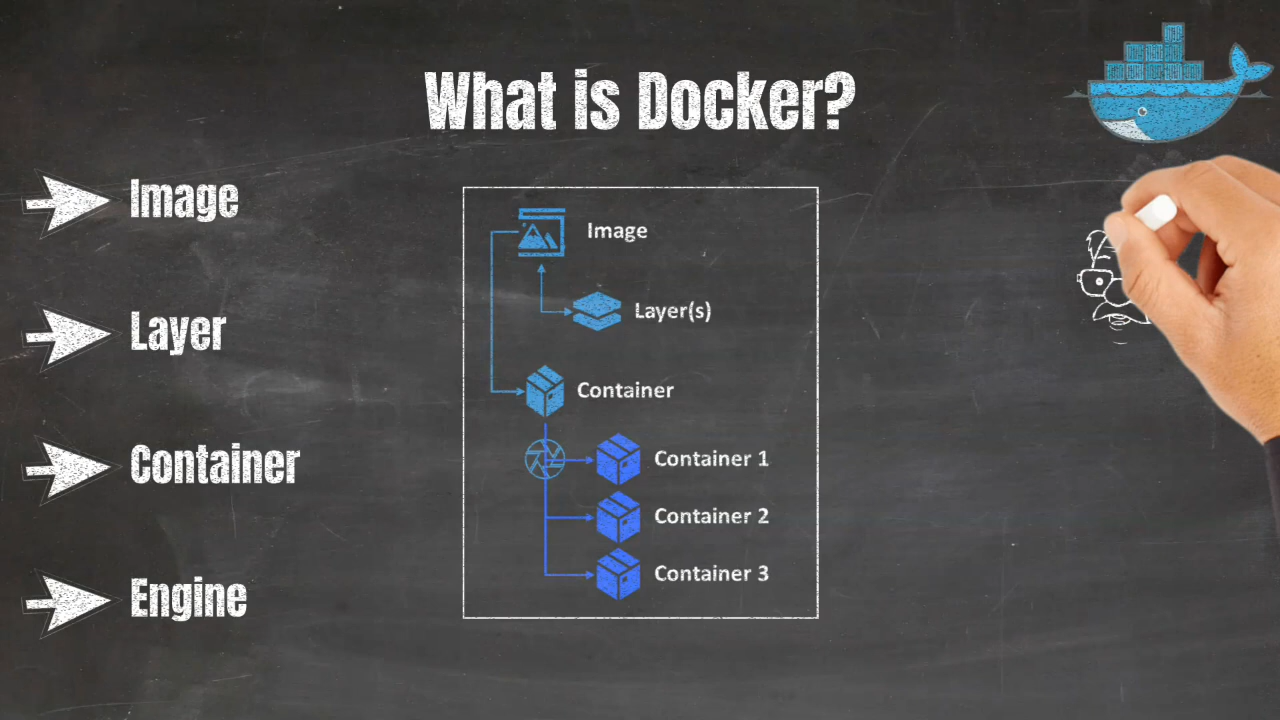 What is Docker?
Image
Layer
Container
Engine
Image
Layer(s)
Container
Container 1
Container 2
Container 3